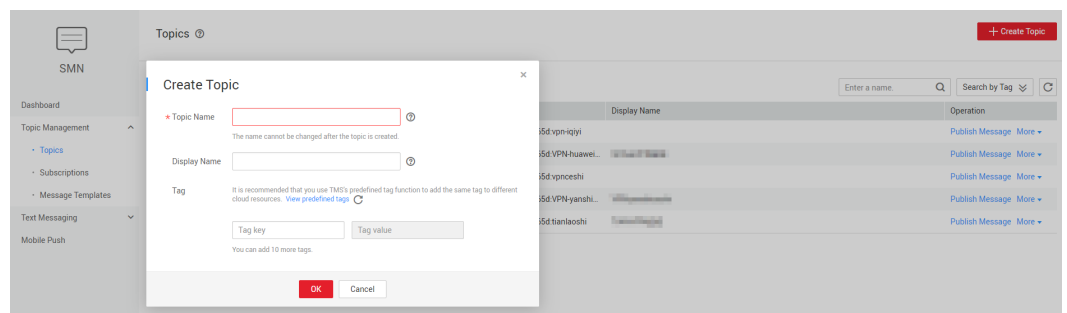 SMN
Dashboard
Topic Management
Topics
Subscriptions
Message Templates
Text Messaging
Mobile Push
Topics
+ Create Topic
Enter a name.
Search by Tag
Display Name
Operation
55d:vpn-iqiyi
Publish Message More
55d:VPN-huawei...
Publish Message More
55d:vpnceshi
Publish Message More
55d:VPN-yanshi...
Publish Message More
55d:tianlaoshi
Publish Message More
Create Topic
×
* Topic Name
The name cannot be changed after the topic is created.
Display Name
Tag
It is recommended that you use TMS's predefined tag function to add the same tag to different
cloud resources. View predefined tags
Tag key
Tag value
You can add 10 more tags.
OK
Cancel